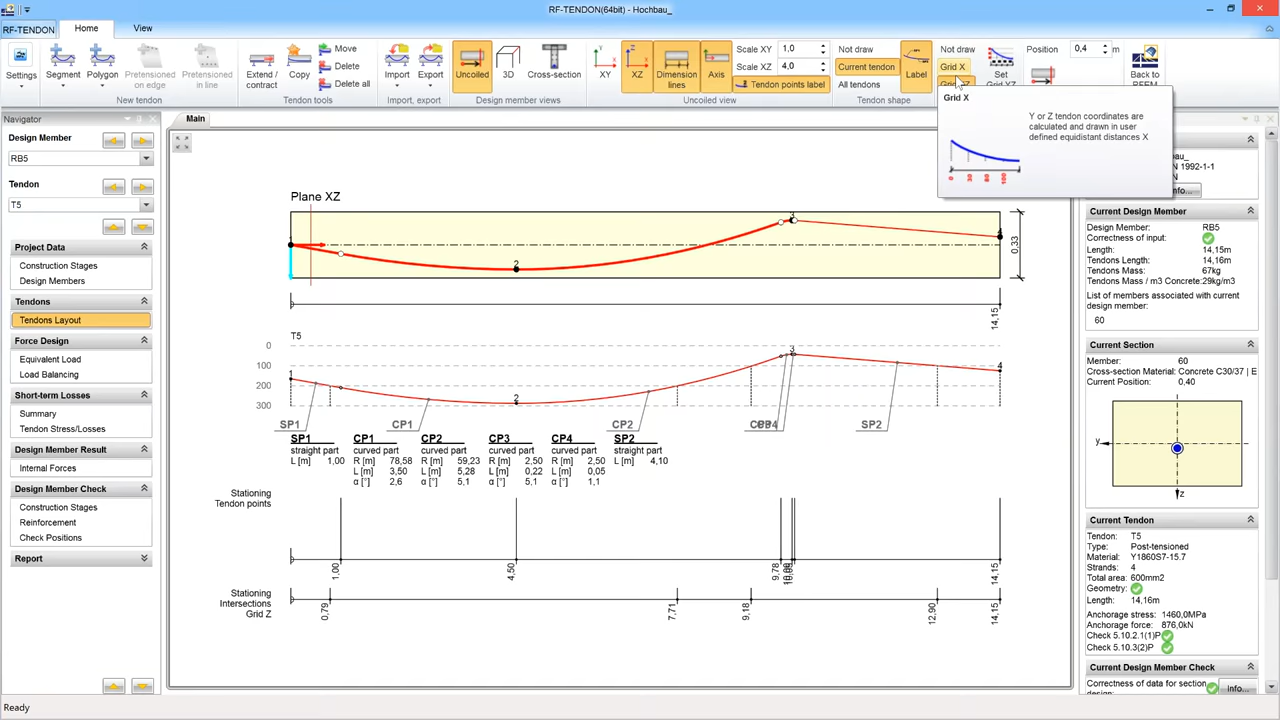 RF-TENDON(64bit) - Hochbau_
RF-TENDON
Home
View
Settings
Segment
Polygon
Pretensioned on edge
Pretensioned in line
New tendon
Extend / contract
Copy
Move
Delete
Delete all
Tendon tools
Import
Export
Import, export
Uncoiled
3D
Cross-section
Design member views
XY
XZ
Dimension lines
Axis
Scale XY 1,0
Scale XZ 4,0
Tendon points label
Uncoiled view
Not draw
Current tendon
All tendons
Label
Tendon shape
Not draw
Grid X
Set
Position 0,4 m
Back to
Grid X
Y or Z tendon coordinates are
calculated and drawn in user
defined equidistant distances X
0 30 60 100
Navigator
Design Member
RB5
Tendon
T5
Project Data
Construction Stages
Design Members
Tendons
Tendons Layout
Force Design
Equivalent Load
Load Balancing
Short-term Losses
Summary
Tendon Stress/Losses
Design Member Result
Internal Forces
Design Member Check
Construction Stages
Reinforcement
Check Positions
Report
Main
Plane XZ
1
2
4
0,33
14,15
T5
0
100
200
300
1
2
3
4
SP1
CP1
CP2
SP2
SP1 CP1 CP2 CP3 CP4 SP2
straight part curved part curved part curved part curved part straight part
L [m] 1,00 R [m] 78,58 R [m] 59,23 R [m] 2,50 R [m] 2,50 L [m] 4,10
L [m] 3,50 L [m] 5,28 L [m] 0,22 L [m] 0,05
α [°] 2,6 α [°] 5,1 α [°] 5,1 α [°] 1,1
Stationing
Tendon points
1,00
4,50
9,78
14,15
Stationing
Intersections
Grid Z
0,79
7,71
9,18
12,90
14,15
N 1992-1-1
Current Design Member
Design Member: RB5
Correctness of input:
Tendons Length: 14,15m
Tendons Length: 14,16m
Tendons Mass: 67kg
Tendons Mass / m3 Concrete:29kg/m3
List of members associated with current
design member:
60
Current Section
Member: 60
Cross-section Material: Concrete C30/37 | E
Current Position: 0,40
y
z
Current Tendon
Tendon: T5
Type: Post-tensioned
Material: Y1860S7-15.7
Strands: 4
Total area: 600mm2
Geometry:
Length: 14,16m
Anchorage stress: 1460,0MPa
Anchorage force: 876,0kN
Check 5.10.2.1(1)P
Check 5.10.3(2)P
Current Design Member Check
Correctness of data for section
Info...
Ready